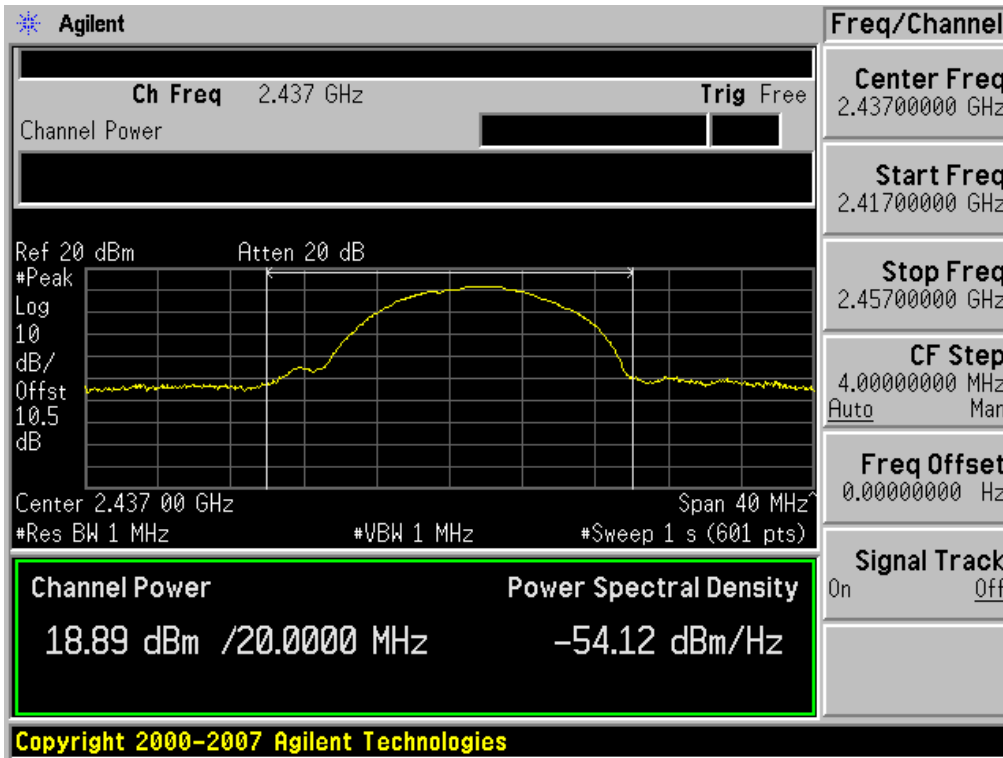 Agilent
Freq/Channel
Ch Freq 2.437 GHz Trig Free
Channel Power
Center Freq
2.43700000 GHz
Start Freq
2.41700000 GHz
Stop Freq
2.45700000 GHz
CF Step
4.00000000 MHz
Auto Man
Freq Offset
0.00000000 Hz
Signal Track
On Off
Ref 20 dBm Atten 20 dB
#Peak
Log
10
dB/
Offst
10.5
dB
Center 2.437 00 GHz Span 40 MHz^
#Res BW 1 MHz #VBW 1 MHz #Sweep 1 s (601 pts)
Channel Power Power Spectral Density
18.89 dBm /20.0000 MHz -54.12 dBm/Hz
Copyright 2000-2007 Agilent Technologies